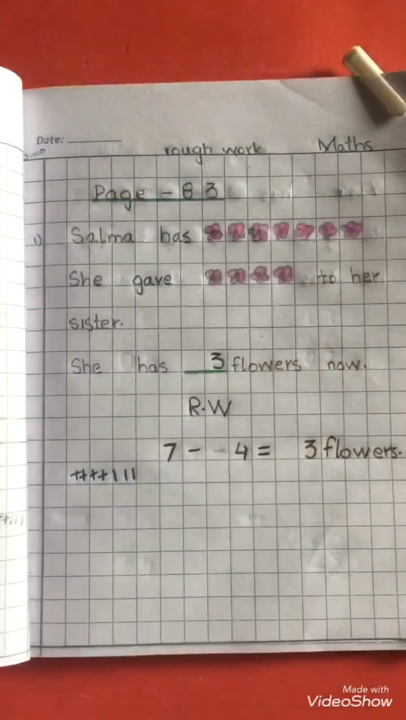 Date:
rough work Maths
Page - 83
1) Salma has
She gave to her
sister.
She has 3 flowers now.
R.W
7 - 4 = 3 flowers.
Made with
VideoShow